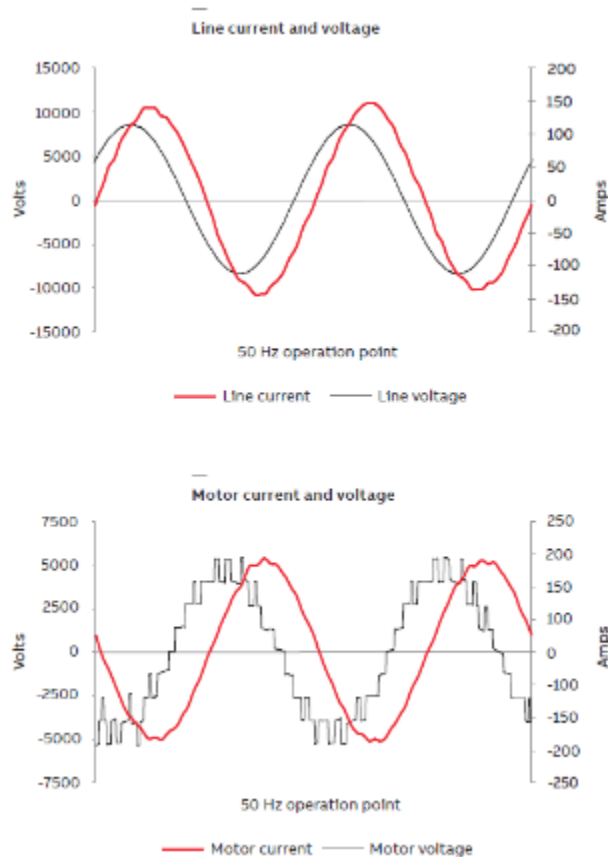 Line current and voltage
15000
10000
5000
0
-5000
-10000
-15000
Volts
200
150
100
50
0
-50
-100
-150
-200
Amps
50 Hz operation point
Line current
Line voltage
Motor current and voltage
7500
5000
2500
0
-2500
-5000
-7500
Volts
250
200
150
100
50
0
-50
-100
-150
-200
-250
Amps
50 Hz operation point
Motor current
Motor voltage